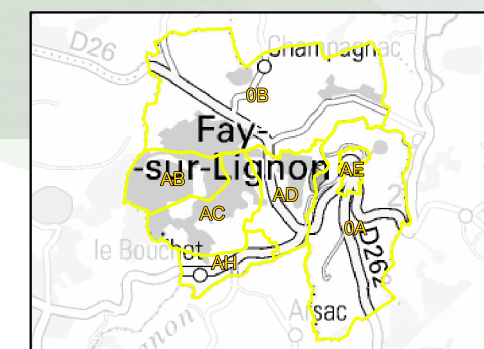 D26
Champagnac
0B
Fay-
-sur-Lignon
AB
AE
AD
AC
0A
D262
le Bouchet
AH
Arsac